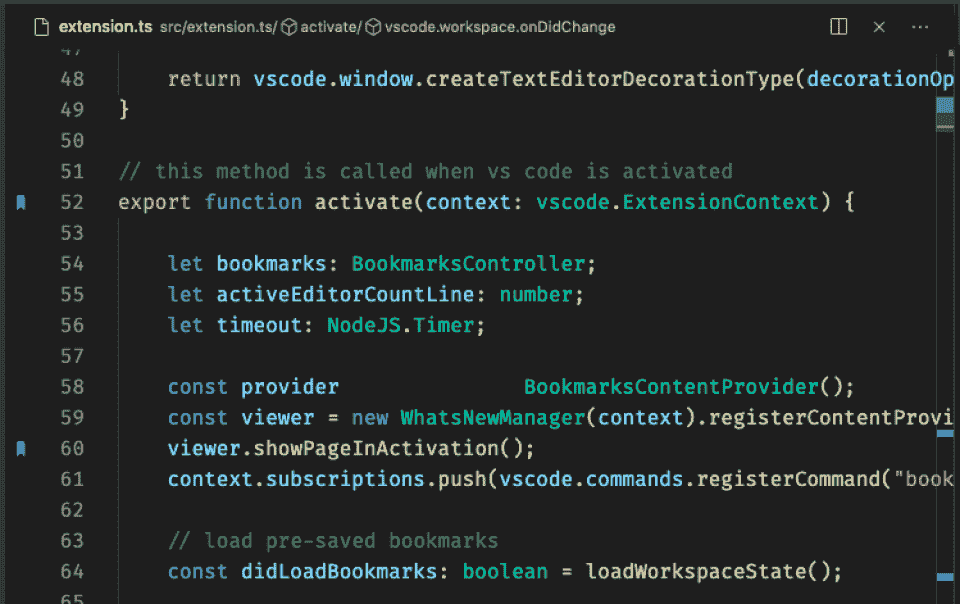 extension.ts src/extension.ts/ activate/ vscode.workspace.onDidChange
47
48 return vscode.window.createTextEditorDecorationType(decorationOp
49 }
50
51 // this method is called when vs code is activated
52 export function activate(context: vscode.ExtensionContext) {
53
54 let bookmarks: BookmarksController;
55 let activeEditorCountLine: number;
56 let timeout: NodeJS.Timer;
57
58 const provider BookmarksContentProvider();
59 const viewer = new WhatsNewManager(context).registerContentProvi
60 viewer.showPageInActivation();
61 context.subscriptions.push(vscode.commands.registerCommand("book
62
63 // load pre-saved bookmarks
64 const didLoadBookmarks: boolean = loadWorkspaceState();
65